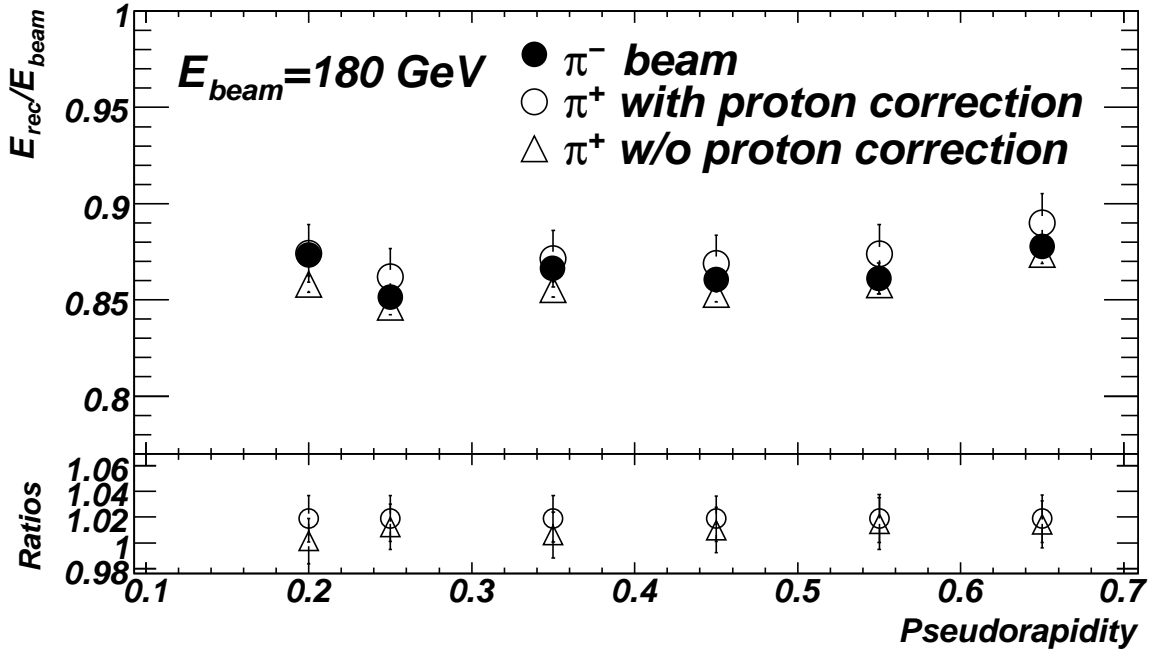 E_rec/E_beam
1
0.95
0.9
0.85
0.8
E_beam=180 GeV
π⁻ beam
π⁺ with proton correction
π⁺ w/o proton correction
Ratios
1.06
1.04
1.02
1
0.98
0.1 0.2 0.3 0.4 0.5 0.6 0.7
Pseudorapidity